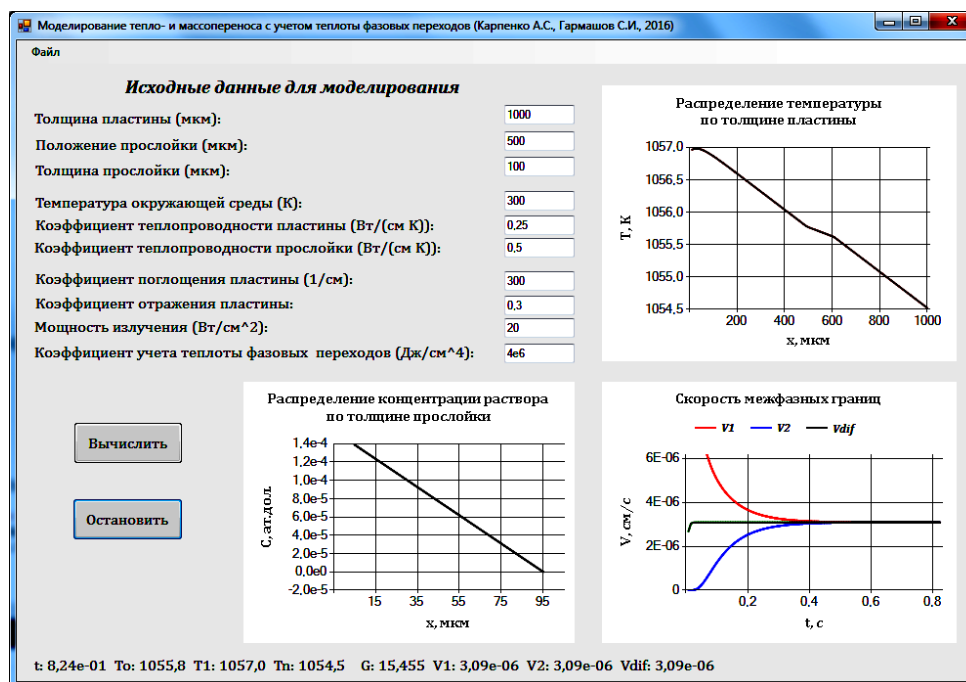 Моделирование тепло- и массопереноса с учетом теплоты фазовых переходов (Карпенко А.С., Гармашов С.И., 2016)
Файл
Исходные данные для моделирования
Толщина пластины (мкм): 1000
Положение прослойки (мкм): 500
Толщина прослойки (мкм): 100
Температура окружающей среды (К): 300
Коэффициент теплопроводности пластины (Вт/(см К)): 0,25
Коэффициент теплопроводности прослойки (Вт/(см К)): 0,5
Коэффициент поглощения пластины (1/см): 300
Коэффициент отражения пластины: 0,3
Мощность излучения (Вт/см^2): 20
Коэффициент учета теплоты фазовых переходов (Дж/см^4): 4e6
Распределение температуры
по толщине пластины
1057,0
1056,5
1056,0
1055,5
1055,0
1054,5
T, K
200 400 600 800 1000
x, мкм
Вычислить
Остановить
Распределение концентрации раствора
по толщине прослойки
1,4e-4
1,2e-4
1,0e-4
8,0e-5
6,0e-5
4,0e-5
2,0e-5
0,0e0
-2,0e-5
C, ат.дол.
15 35 55 75 95
x, мкм
Скорость межфазных границ
V1 V2 Vdif
6E-06
4E-06
2E-06
0
V, см/с
0,2 0,4 0,6 0,8
t, с
t: 8,24e-01 To: 1055,8 T1: 1057,0 Tn: 1054,5 G: 15,455 V1: 3,09e-06 V2: 3,09e-06 Vdif: 3,09e-06